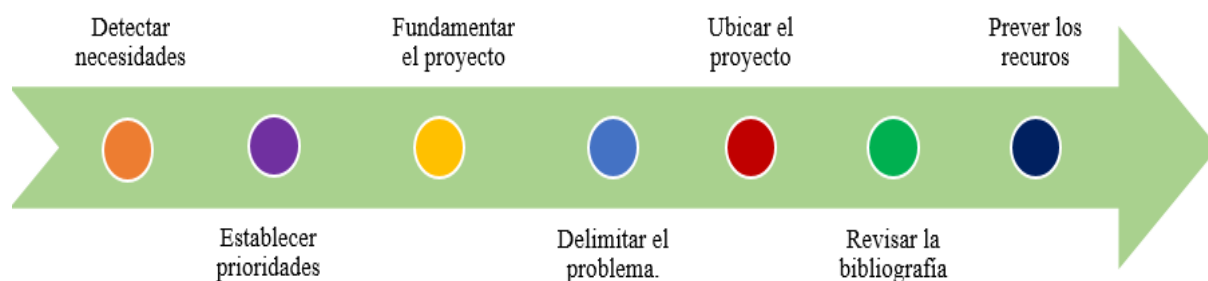 Detectar
necesidades
Establecer
prioridades
Fundamentar
el proyecto
Delimitar el
problema.
Ubicar el
proyecto
Revisar la
bibliografía
Prever los
recuros